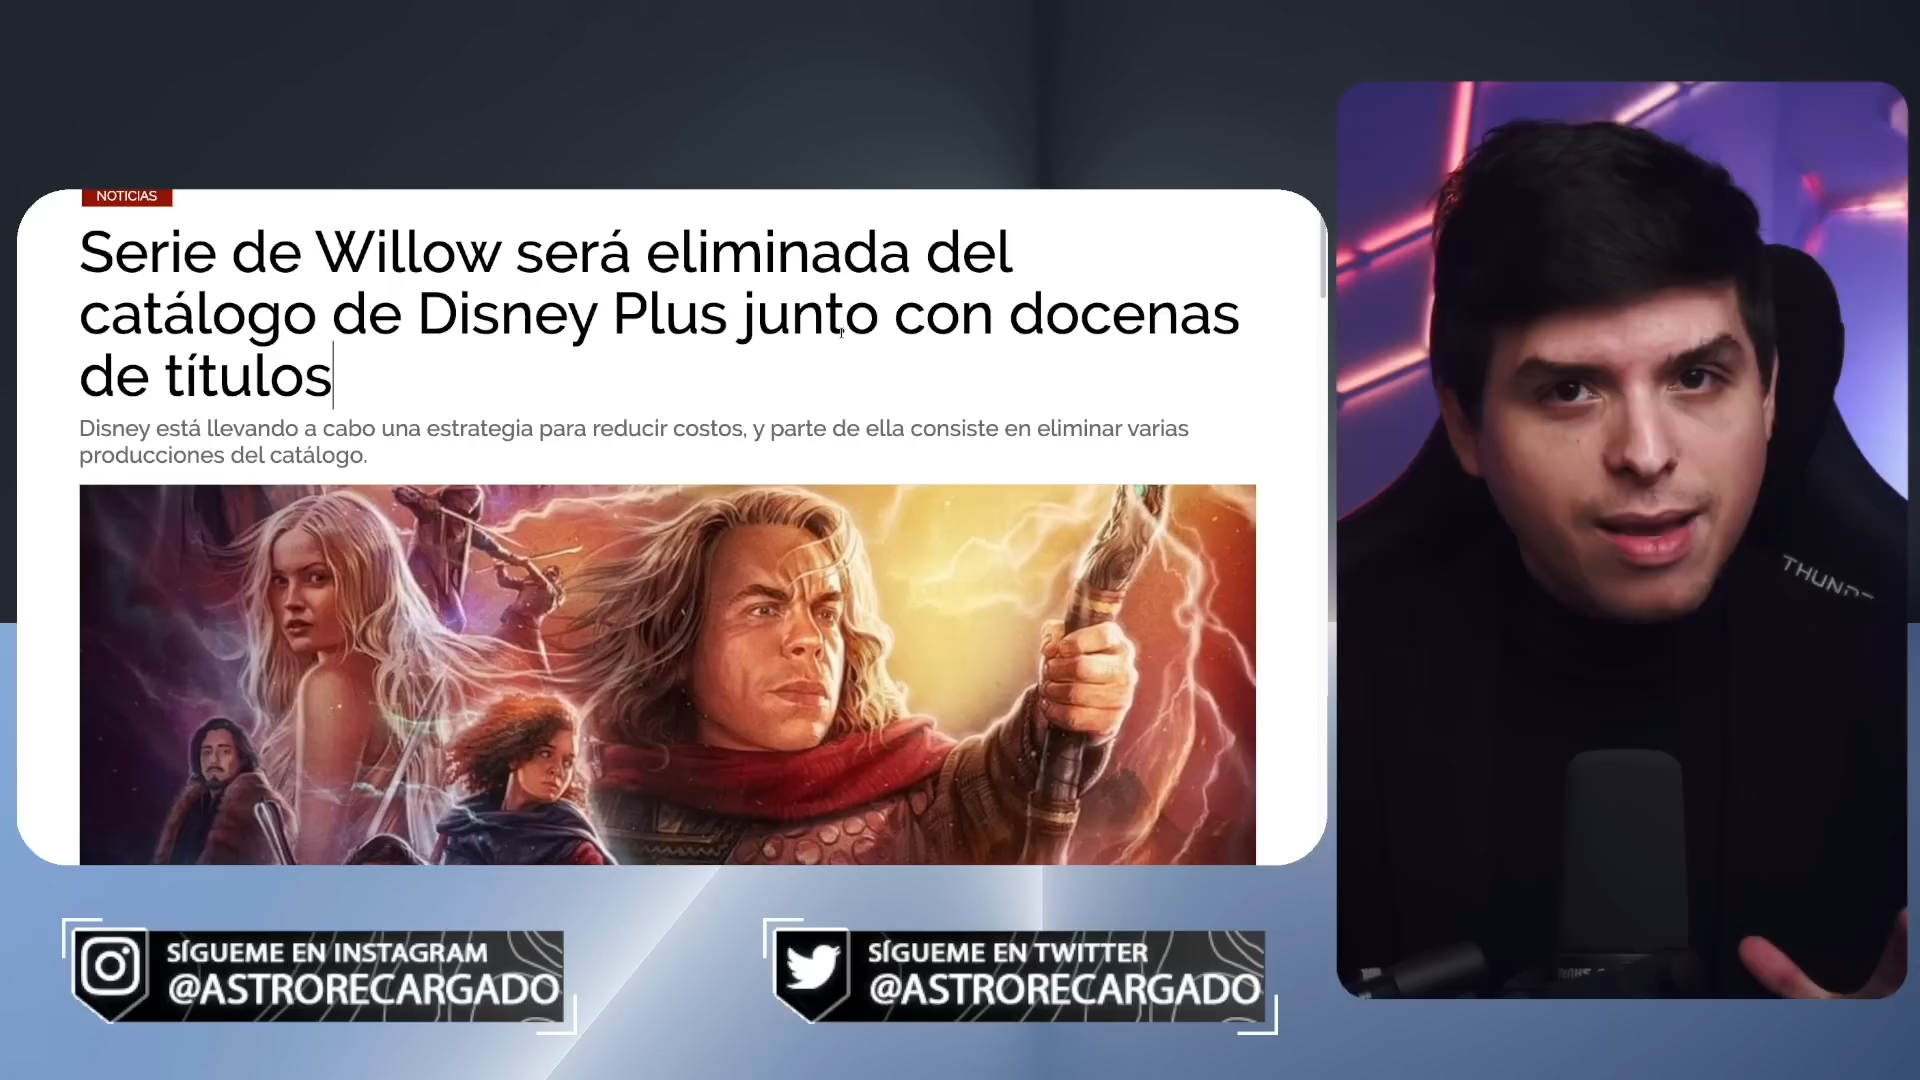 NOTICIAS
Serie de Willow será eliminada del
catálogo de Disney Plus junto con docenas
de títulos
Disney está llevando a cabo una estrategia para reducir costos, y parte de ella consiste en eliminar varias
producciones del catálogo.
SÍGUEME EN INSTAGRAM
@ASTRORECARGADO
SÍGUEME EN TWITTER
@ASTRORECARGADO